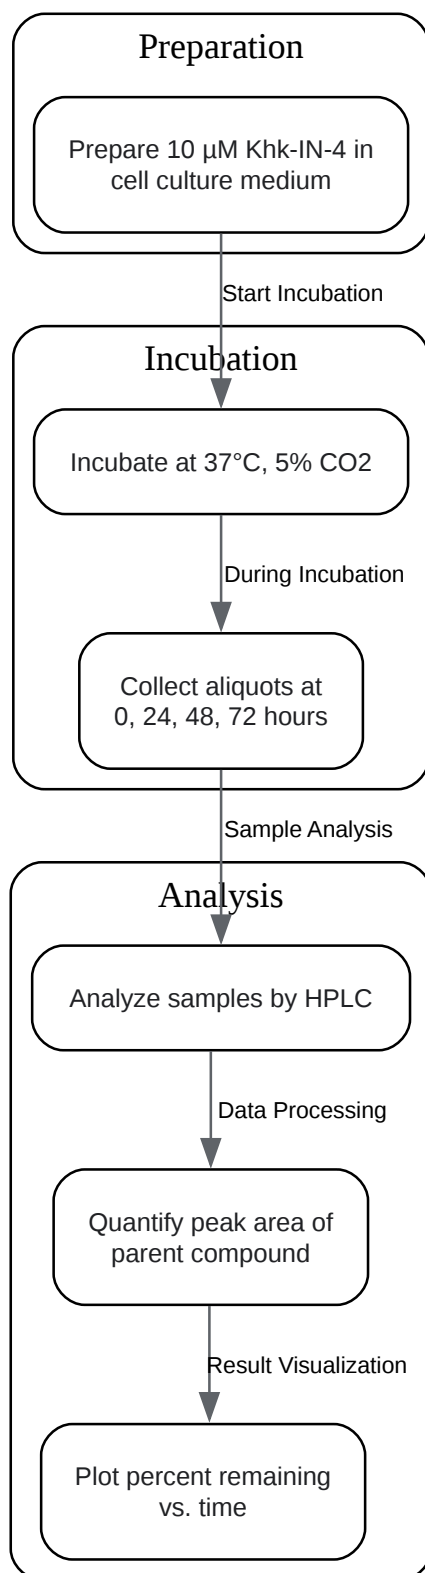 Preparation
Prepare 10 µM Khk-IN-4 in
cell culture medium
Start Incubation
Incubation
Incubate at 37°C, 5% CO2
During Incubation
Collect aliquots at
0, 24, 48, 72 hours
Sample Analysis
Analysis
Analyze samples by HPLC
Data Processing
Quantify peak area of
parent compound
Result Visualization
Plot percent remaining
vs. time